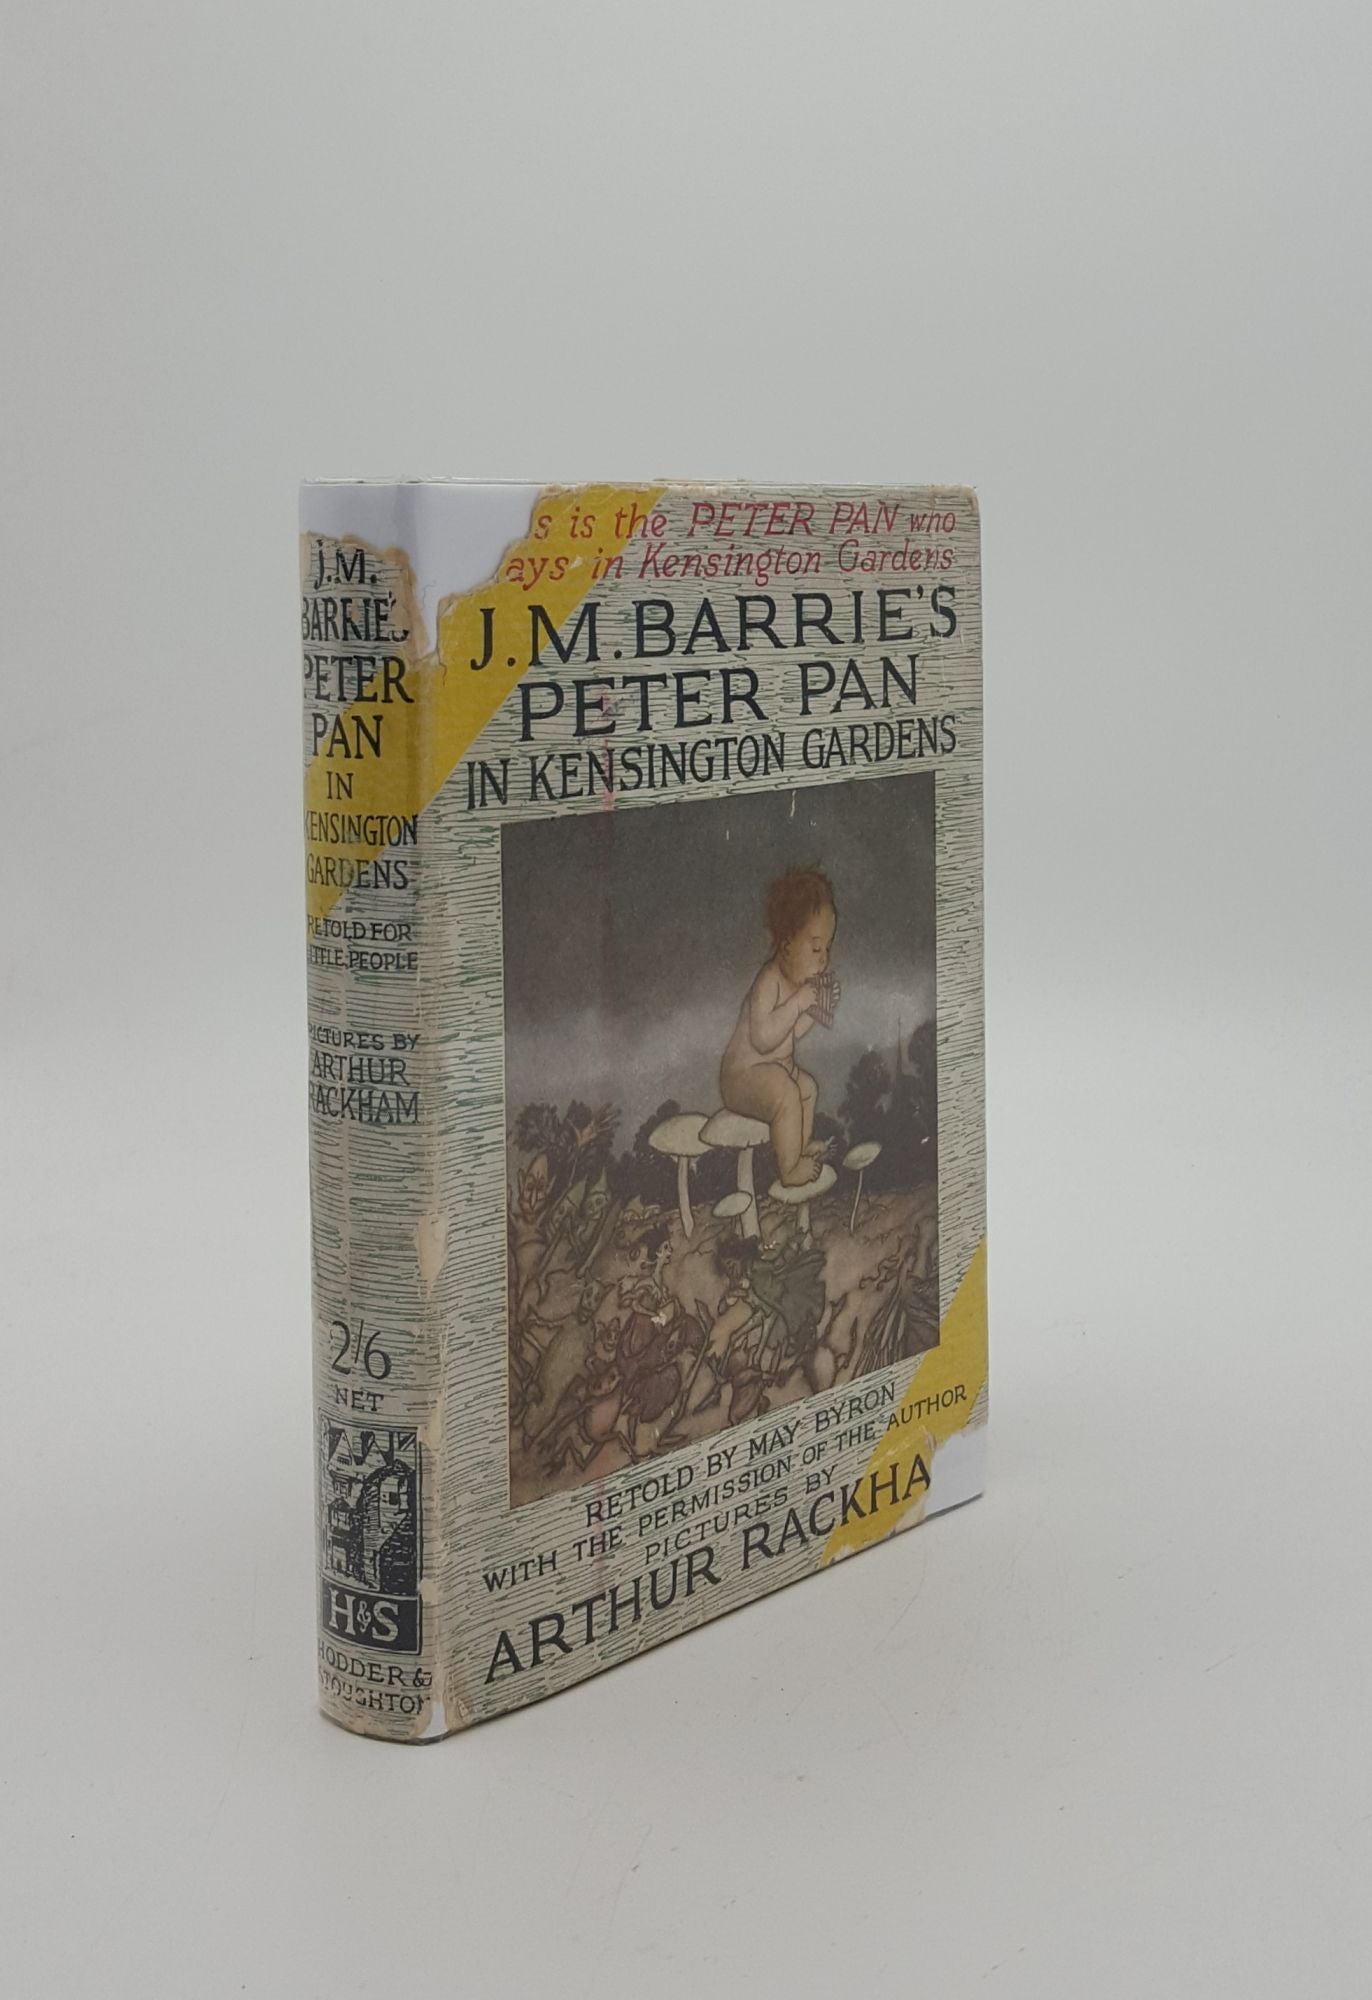 s is the PETER PAN who
ays in Kensington Gardens
J.M.BARRIE'S
PETER PAN
IN KENSINGTON GARDENS
RETOLD BY MAY BYRON
WITH THE PERMISSION OF THE AUTHOR
PICTURES BY
ARTHUR RACKHA
J.M.
BARRIE'S
PETER
PAN
IN
KENSINGTON
GARDENS
RETOLD FOR
LITTLE PEOPLE
PICTURES BY
ARTHUR
RACKHAM
2/6
NET
H&S
HODDER &
STOUGHTON